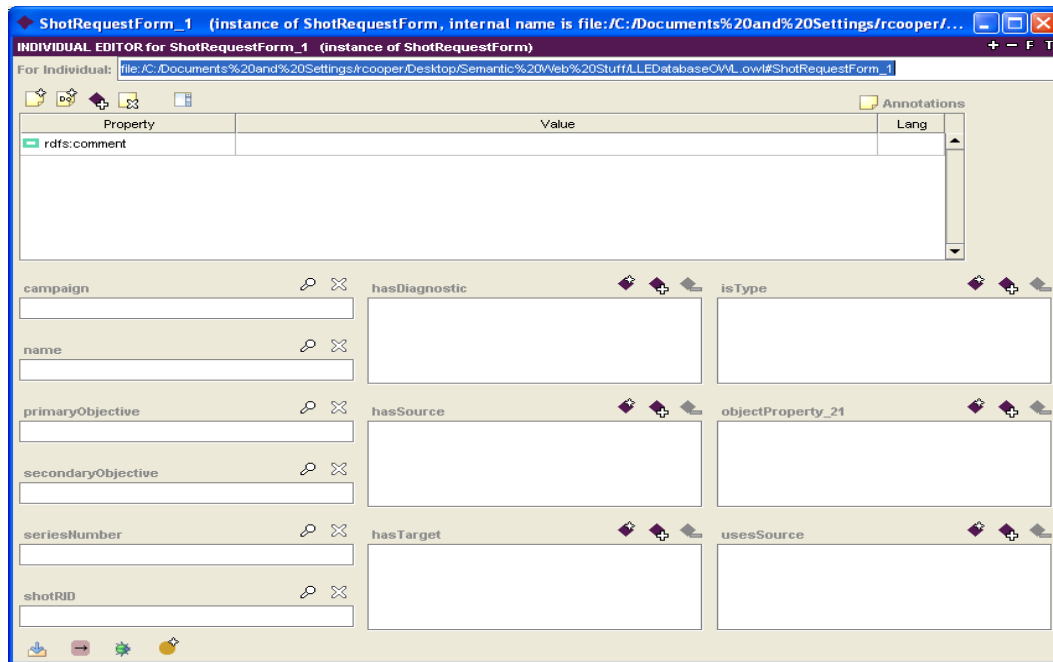 ShotRequestForm_1 (instance of ShotRequestForm, internal name is file:/C:/Documents%20and%20Settings/rcooper/...
INDIVIDUAL EDITOR for ShotRequestForm_1 (instance of ShotRequestForm) + - F T
For Individual: file:/C:/Documents%20and%20Settings/rcooper/Desktop/Semantic%20Web%20Stuff/LLEDatabaseOWL.owl#ShotRequestForm_1
Annotations
Property Value Lang
rdfs:comment
campaign hasDiagnostic isType
name
primaryObjective hasSource objectProperty_21
secondaryObjective
seriesNumber hasTarget usesSource
shotRID